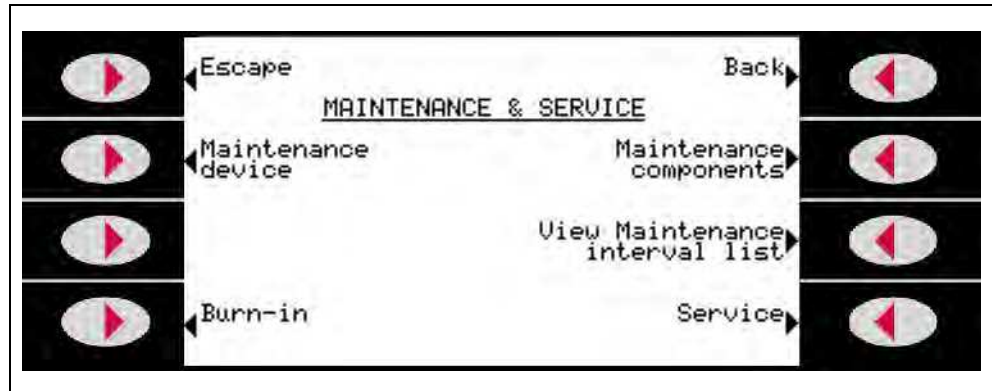 Escape
Back
MAINTENANCE & SERVICE
Maintenance
device
Maintenance
components
View Maintenance
interval list
Burn-in
Service